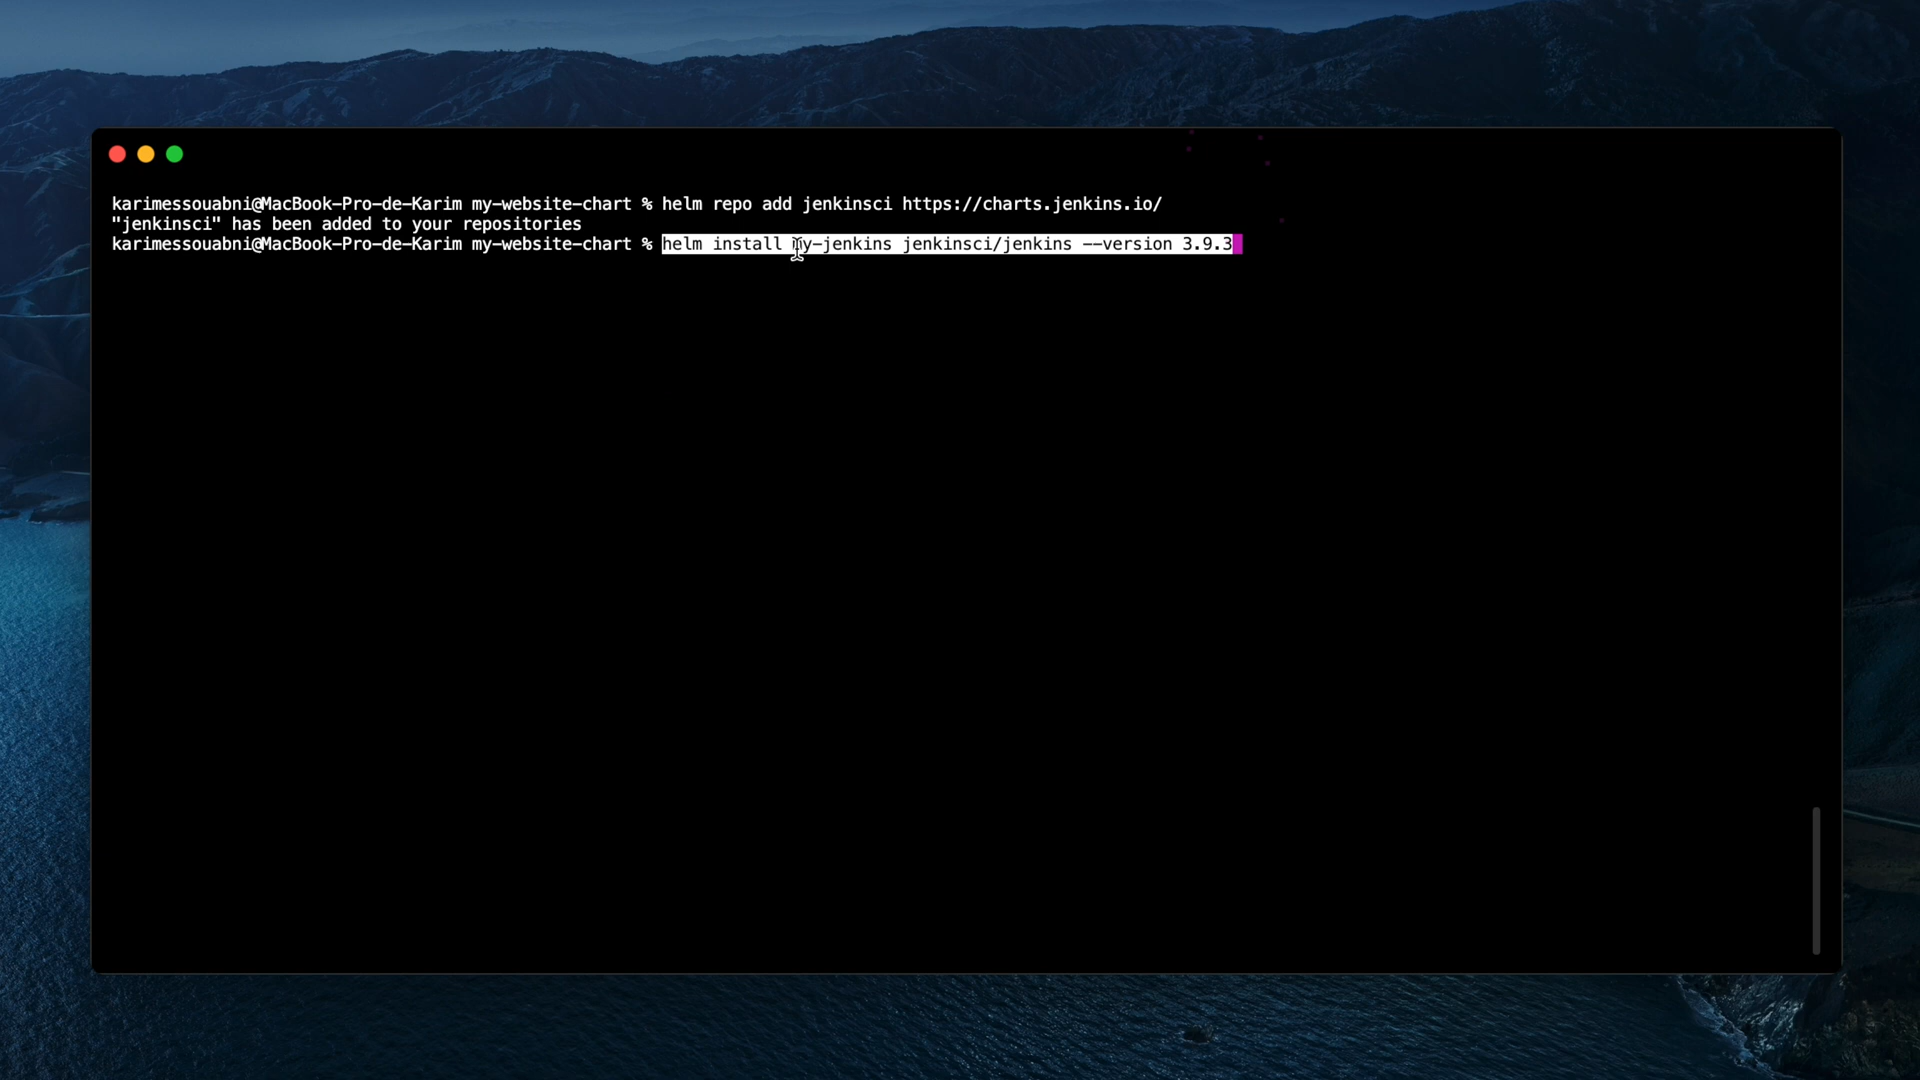 karimessouabni@MacBook-Pro-de-Karim my-website-chart % helm repo add jenkinsci https://charts.jenkins.io/
"jenkinsci" has been added to your repositories
karimessouabni@MacBook-Pro-de-Karim my-website-chart % helm install my-jenkins jenkinsci/jenkins --version 3.9.3